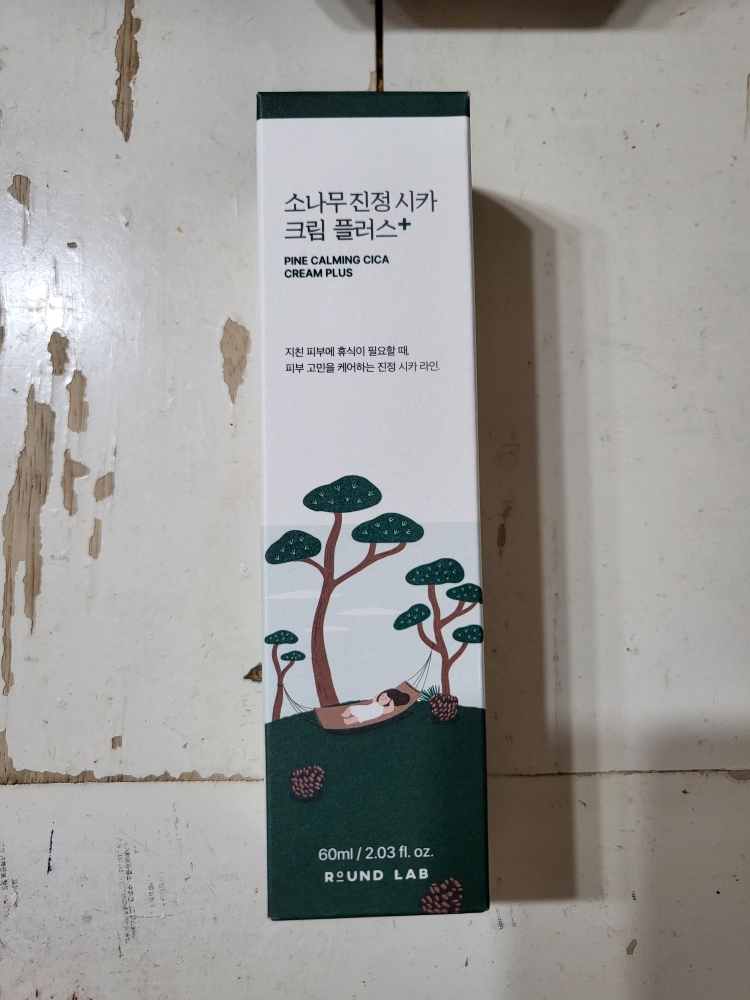 소나무 진정 시카
크림 플러스+
PINE CALMING CICA
CREAM PLUS
지친 피부에 휴식이 필요할 때,
피부 고민을 케어하는 진정 시카 라인.
60ml / 2.03 fl. oz.
ROUND LAB